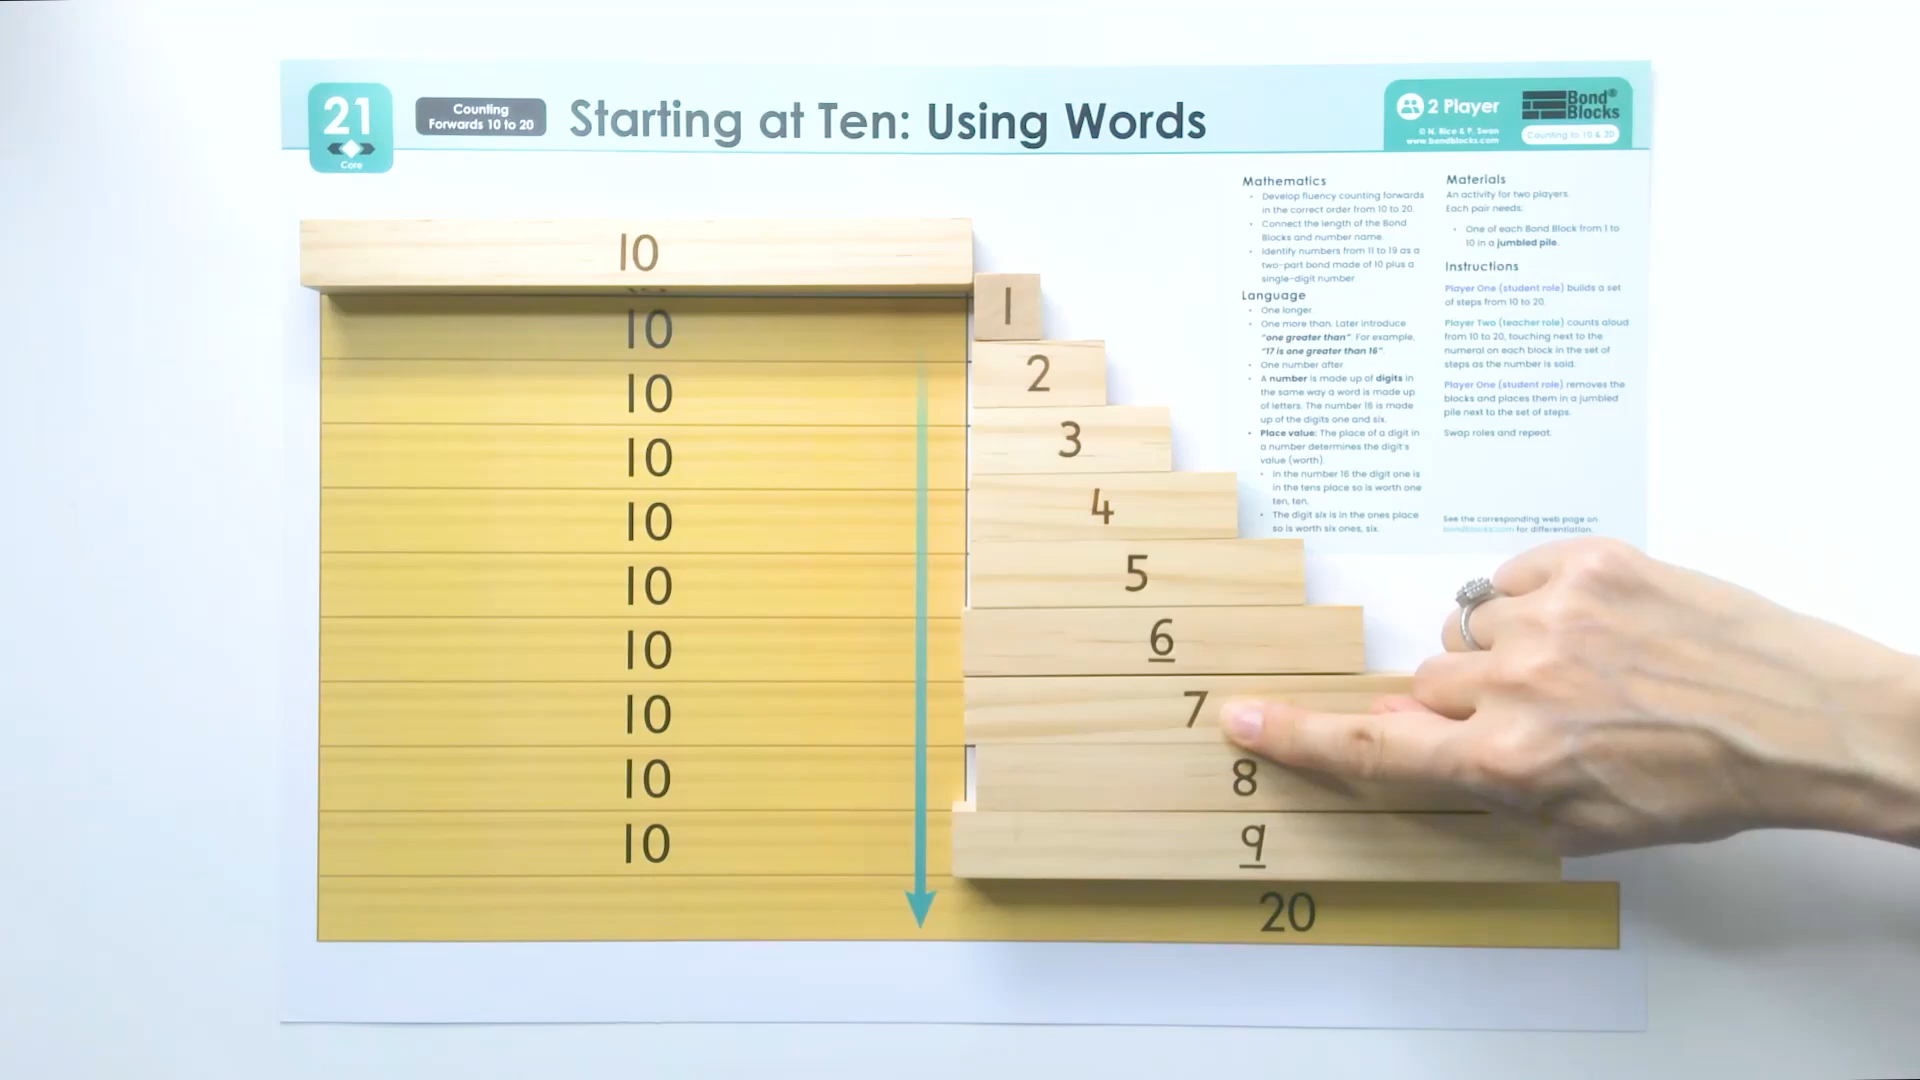 21
Core
Counting
Forwards 10 to 20
Starting at Ten: Using Words
2 Player
© N. Rice & P. Swan
www.bondblocks.com
Bond®
Blocks
Counting to 10 & 20
Mathematics
• Develop fluency counting forwards
in the correct order from 10 to 20.
• Connect the length of the Bond
Blocks and number name.
• Identify numbers from 11 to 19 as a
two-part bond made of 10 plus a
single-digit number
Language
• One longer.
• One more than. Later introduce
"one greater than". For example,
"17 is one greater than 16"
• One number after
• A number is made up of digits in
the same way a word is made up
of letters. The number 16 is made
up of the digits one and six.
• Place value: The place of a digit in
a number determines the digit's
value (worth)
• In the number 16 the digit one is
in the tens place so is worth one
ten, ten.
• The digit six is in the ones place
so is worth six ones, six.
Materials
An activity for two players.
Each pair needs:
• One of each Bond Block from 1 to
10 in a jumbled pile.
Instructions
Player One (student role) builds a set
of steps from 10 to 20.
Player Two (teacher role) counts aloud
from 10 to 20, touching next to the
numeral on each block in the set of
steps as the number is said.
Player One (student role) removes the
blocks and places them in a jumbled
pile next to the set of steps.
Swap roles and repeat.
See the corresponding web page on
bondblocks.com for differentiation.
10
10 1
10 2
10 3
10 4
10 5
10 6
10 7
10 8
10 9
20